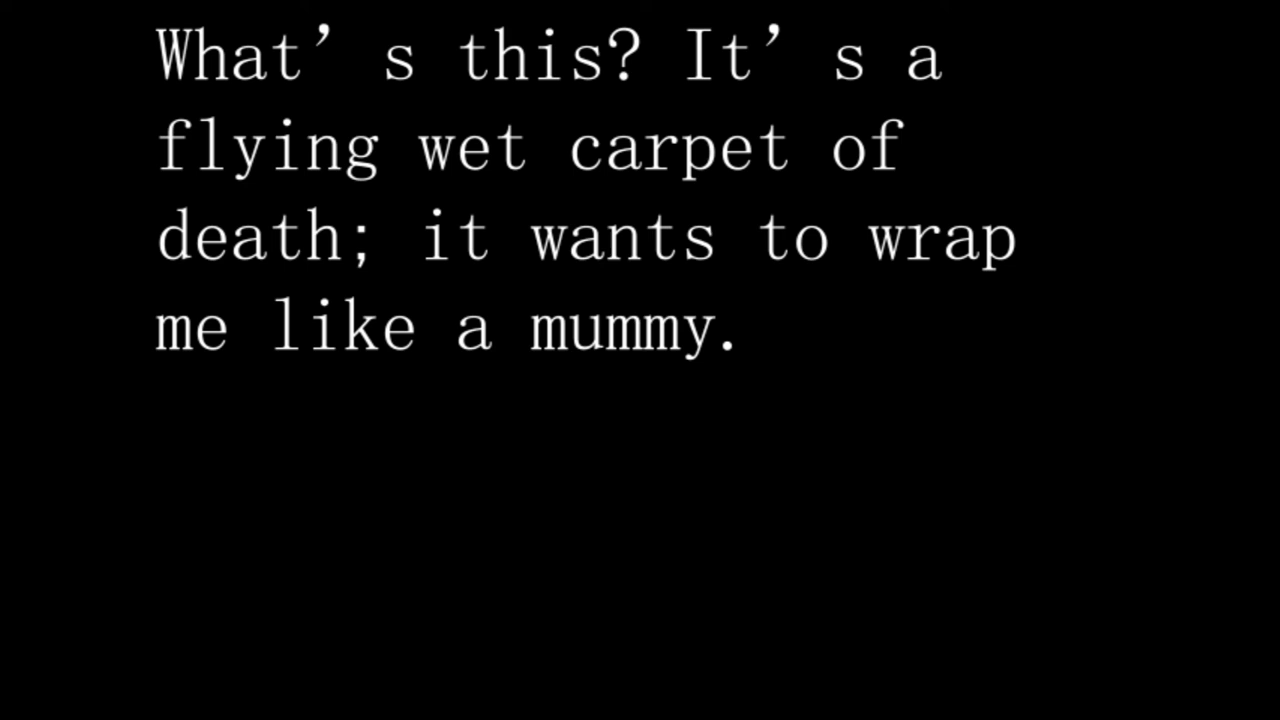 What’s this? It’s a
flying wet carpet of
death; it wants to wrap
me like a mummy.